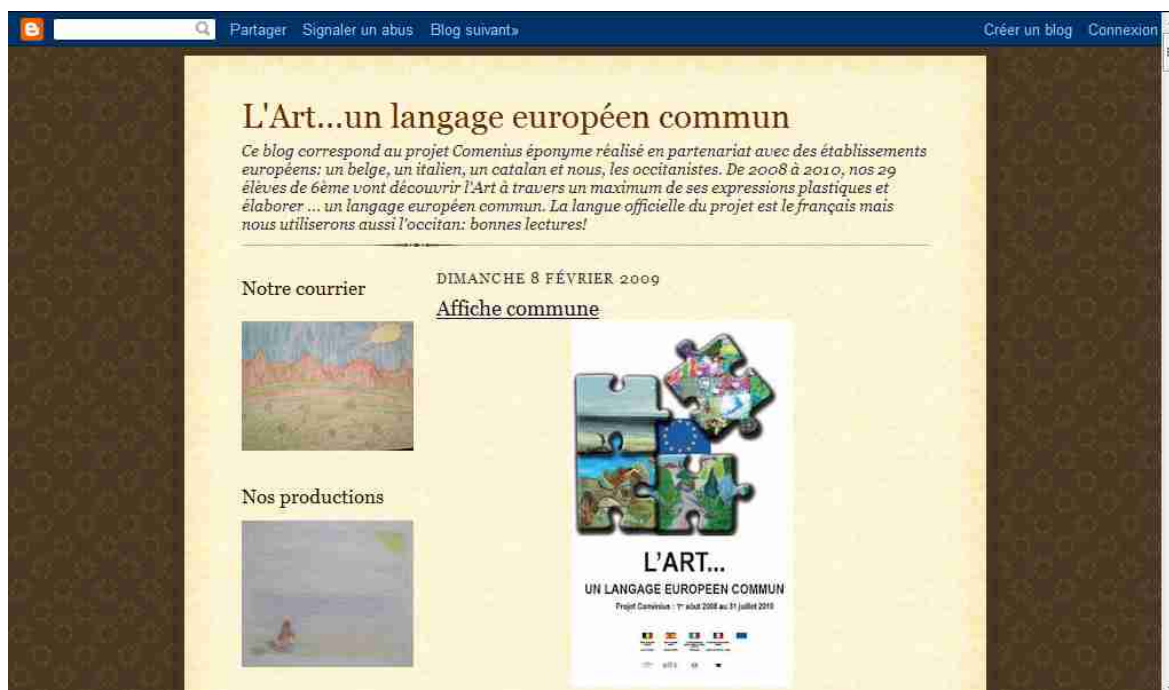 Partager Signaler un abus Blog suivant»
Créer un blog Connexion
L'Art...un langage européen commun
Ce blog correspond au projet Comenius éponyme réalisé en partenariat avec des établissements
européens: un belge, un italien, un catalan et nous, les occitanistes. De 2008 à 2010, nos 29
élèves de 6ème vont découvrir l'Art à travers un maximum de ses expressions plastiques et
élaborer ... un langage européen commun. La langue officielle du projet est le français mais
nous utiliserons aussi l'occitan: bonnes lectures!
Notre courrier
Nos productions
DIMANCHE 8 FÉVRIER 2009
Affiche commune
L'ART...
UN LANGAGE EUROPEEN COMMUN
Projet Comenius : 1er août 2008 au 31 juillet 2010